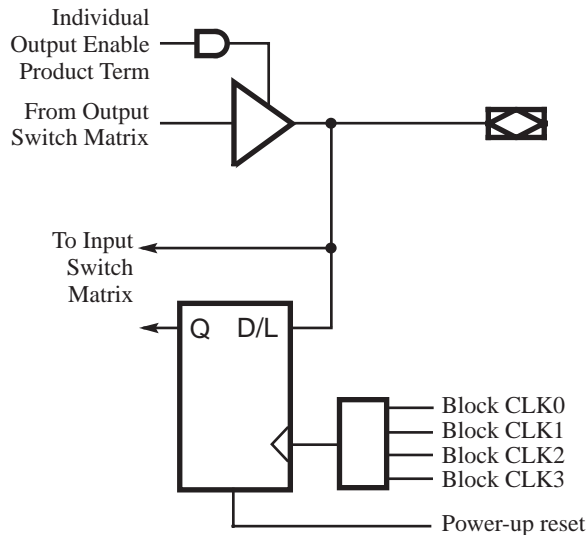 Individual
Output Enable
Product Term
From Output
Switch Matrix
To Input
Switch
Matrix
Q D/L
Block CLK0
Block CLK1
Block CLK2
Block CLK3
Power-up reset